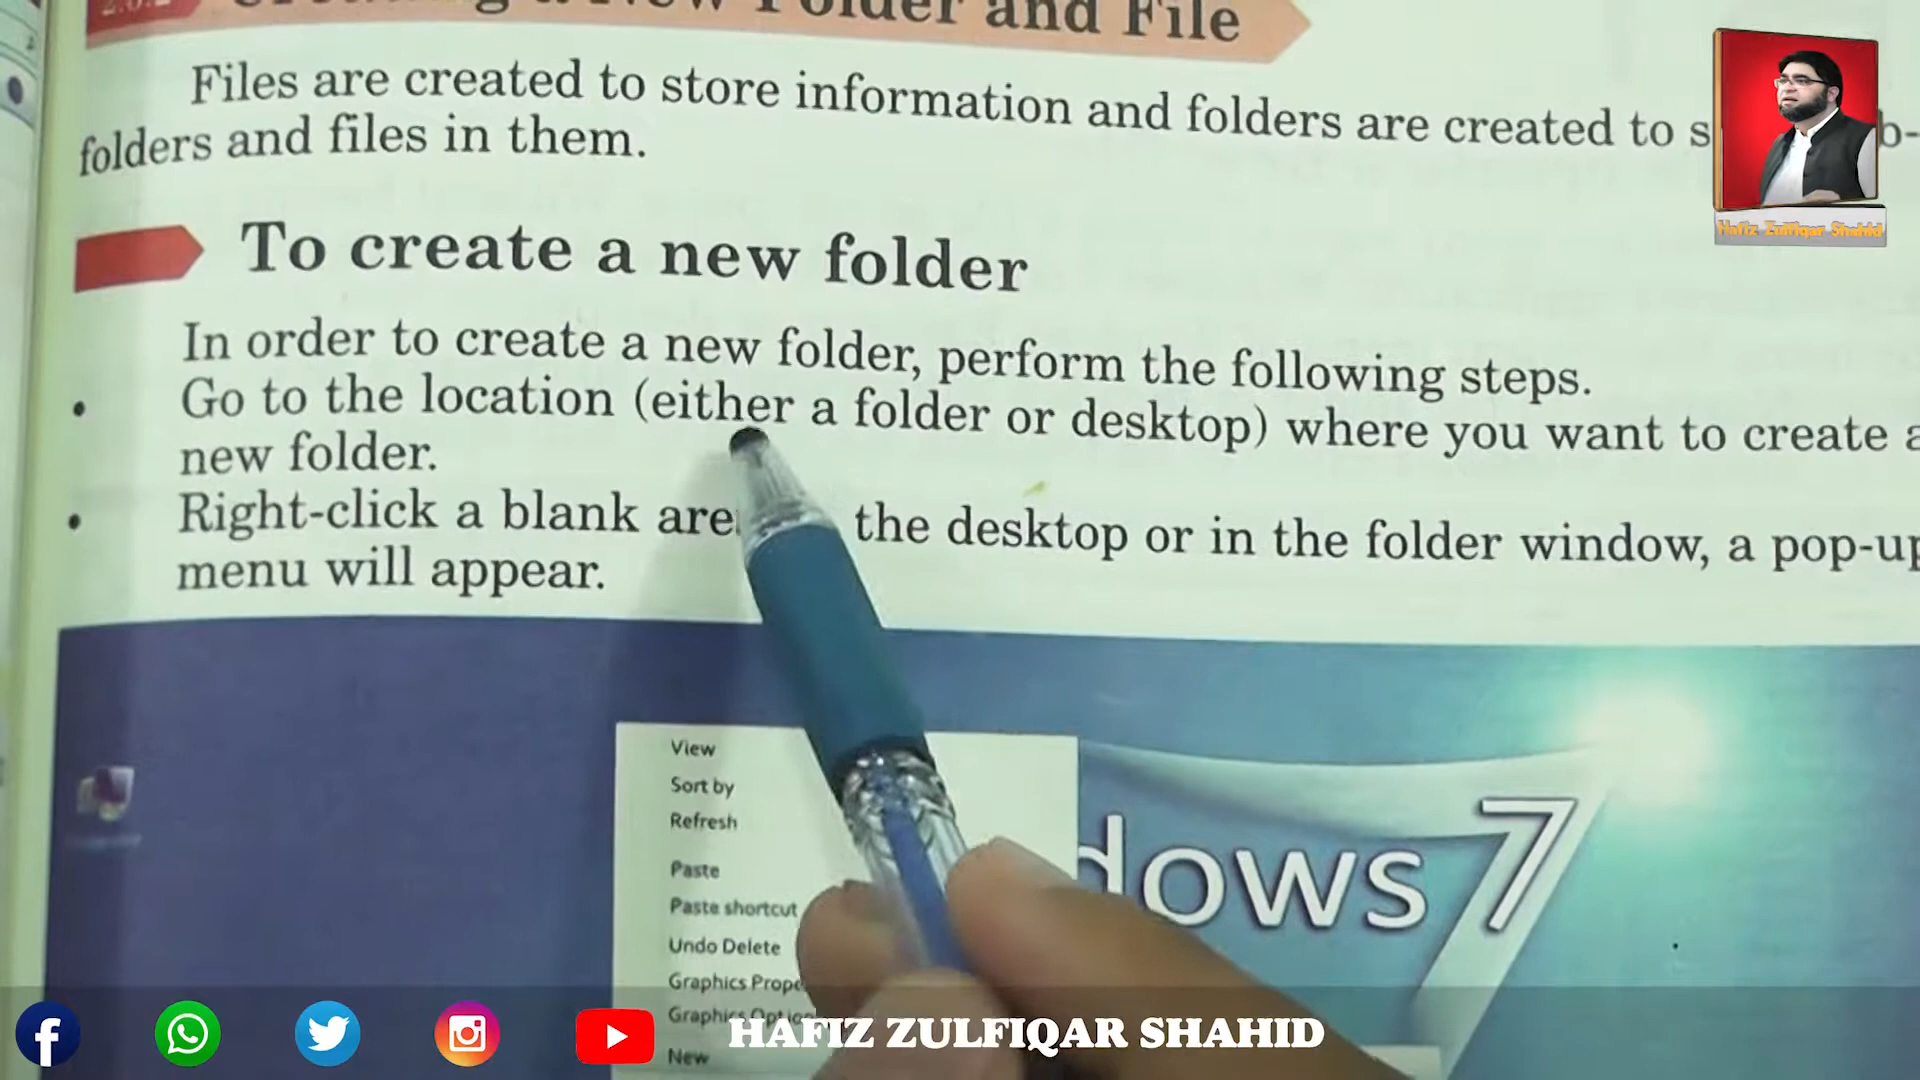 a New Folder and File
Files are created to store information and folders are created to
folders and files in them.
Hafiz Zulfiqar Shahid
To create a new folder
In order to create a new folder, perform the following steps.
• Go to the location (either a folder or desktop) where you want to create a
new folder.
• Right-click a blank the desktop or in the folder window, a pop-up
menu will appear.
View
Sort by
Refresh
Paste
Paste shortcut
Undo Delete
Graphics
Graphics
New
dows 7
HAFIZ ZULFIQAR SHAHID